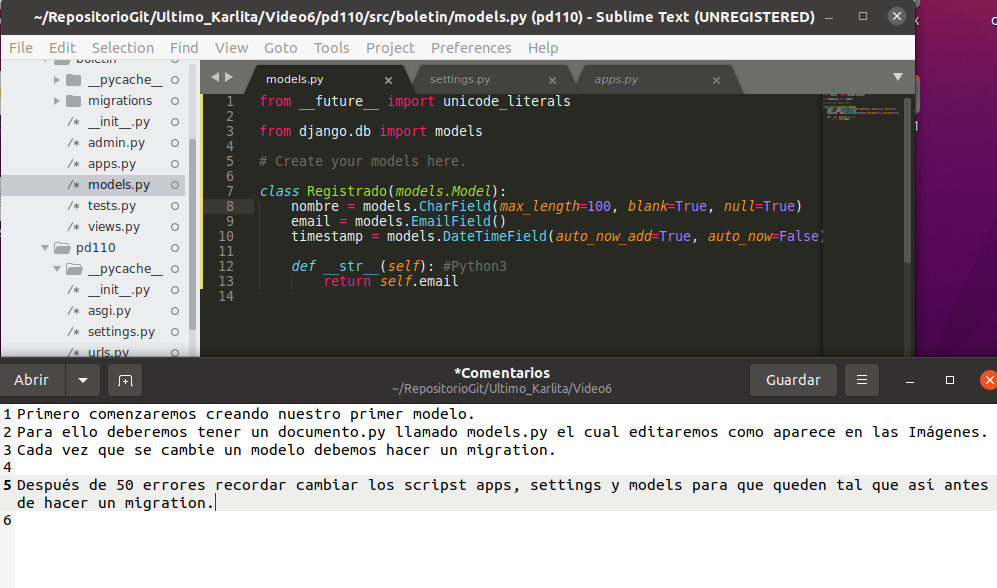 ~/RepositorioGit/Ultimo_Karlita/Video6/pd110/src/boletin/models.py (pd110) - Sublime Text (UNREGISTERED)
File Edit Selection Find View Goto Tools Project Preferences Help
boletin
__pycache__
migrations
/* __init__.py
/* admin.py
/* apps.py
/* models.py
/* tests.py
/* views.py
pd110
__pycache__
/* __init__.py
/* asgi.py
/* settings.py
/* urls.py
models.py settings.py apps.py
1 from __future__ import unicode_literals
2
3 from django.db import models
4
5 # Create your models here.
6
7 class Registrado(models.Model):
8 nombre = models.CharField(max_length=100, blank=True, null=True)
9 email = models.EmailField()
10 timestamp = models.DateTimeField(auto_now_add=True, auto_now=False)
11
12 def __str__(self): #Python3
13 return self.email
14
Abrir
*Comentarios
~/RepositorioGit/Ultimo_Karlita/Video6
Guardar
1 Primero comenzaremos creando nuestro primer modelo.
2 Para ello deberemos tener un documento.py llamado models.py el cual editaremos como aparece en las Imágenes.
3 Cada vez que se cambie un modelo debemos hacer un migration.
4
5 Después de 50 errores recordar cambiar los scripst apps, settings y models para que queden tal que así antes
de hacer un migration.
6